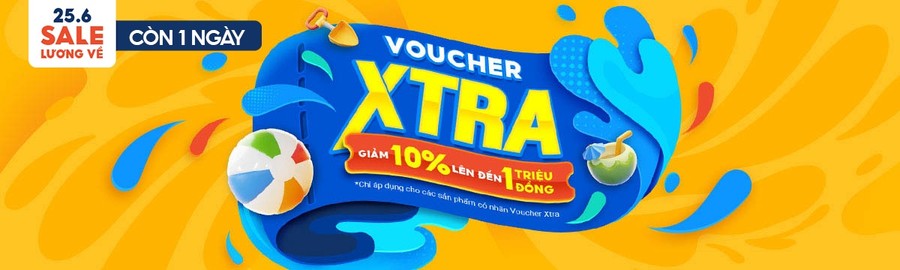 25.6
SALE
LƯƠNG VỀ
CÒN 1 NGÀY
VOUCHER
XTRA
GIẢM 10% LÊN ĐẾN 1 TRIỆU ĐỒNG
*Chỉ áp dụng cho các sản phẩm có nhãn Voucher Xtra